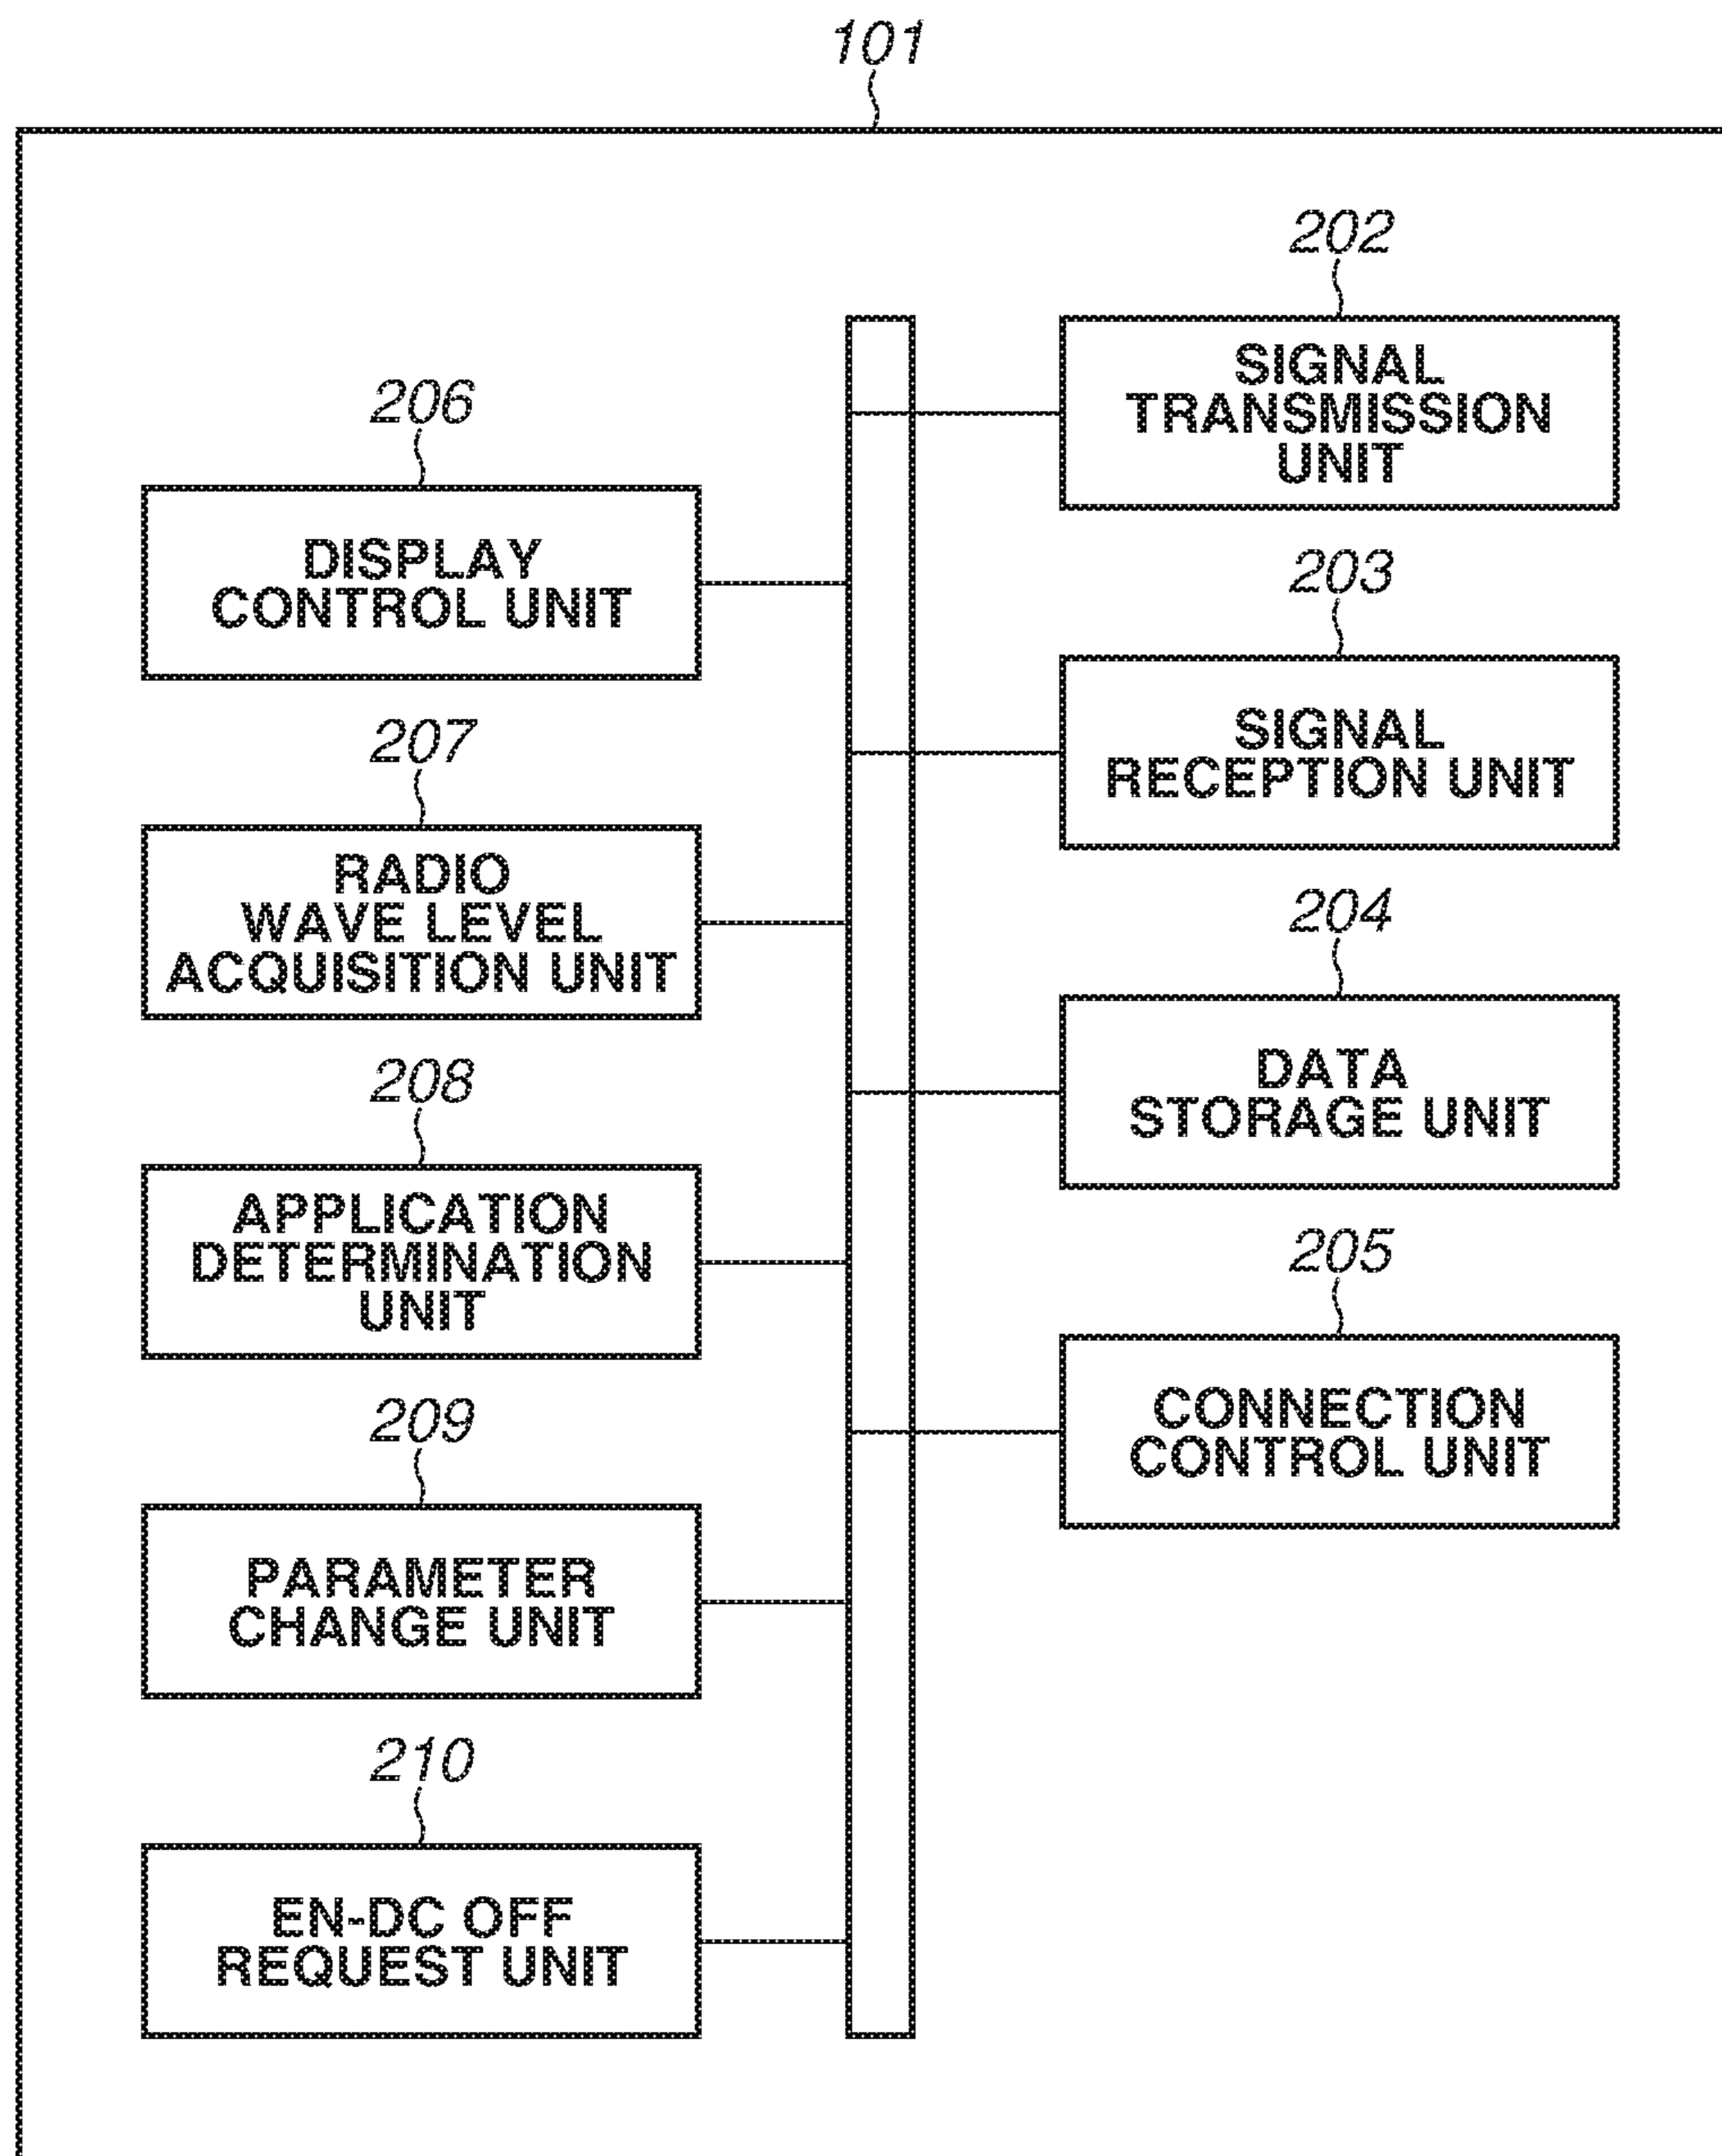 101
202
SIGNAL
TRANSMISSION
UNIT
206
DISPLAY
CONTROL UNIT
203
SIGNAL
RECEPTION UNIT
207
RADIO
WAVE LEVEL
ACQUISITION UNIT
204
DATA
STORAGE UNIT
208
APPLICATION
DETERMINATION
UNIT
205
CONNECTION
CONTROL UNIT
209
PARAMETER
CHANGE UNIT
210
EN-DC OFF
REQUEST UNIT